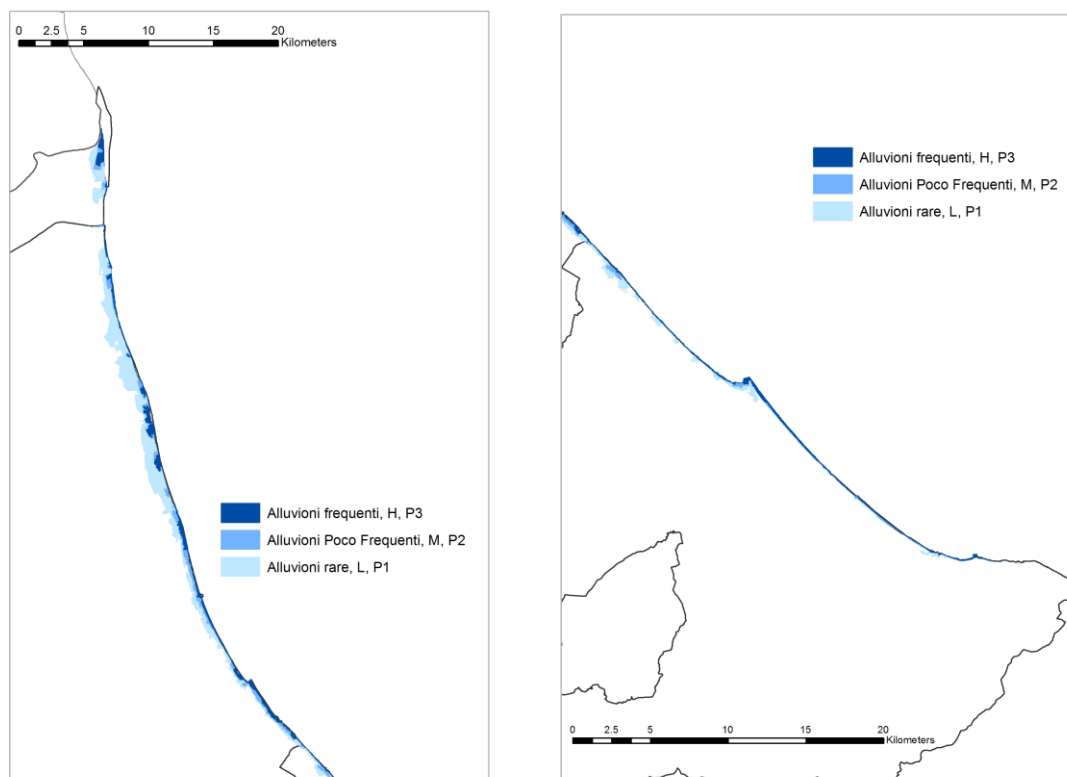 0 2.5 5 10 15 20
Kilometers
Alluvioni frequenti, H, P3
Alluvioni Poco Frequenti, M, P2
Alluvioni rare, L, P1
Alluvioni frequenti, H, P3
Alluvioni Poco Frequenti, M, P2
Alluvioni rare, L, P1
0 2.5 5 10 15 20
Kilometers